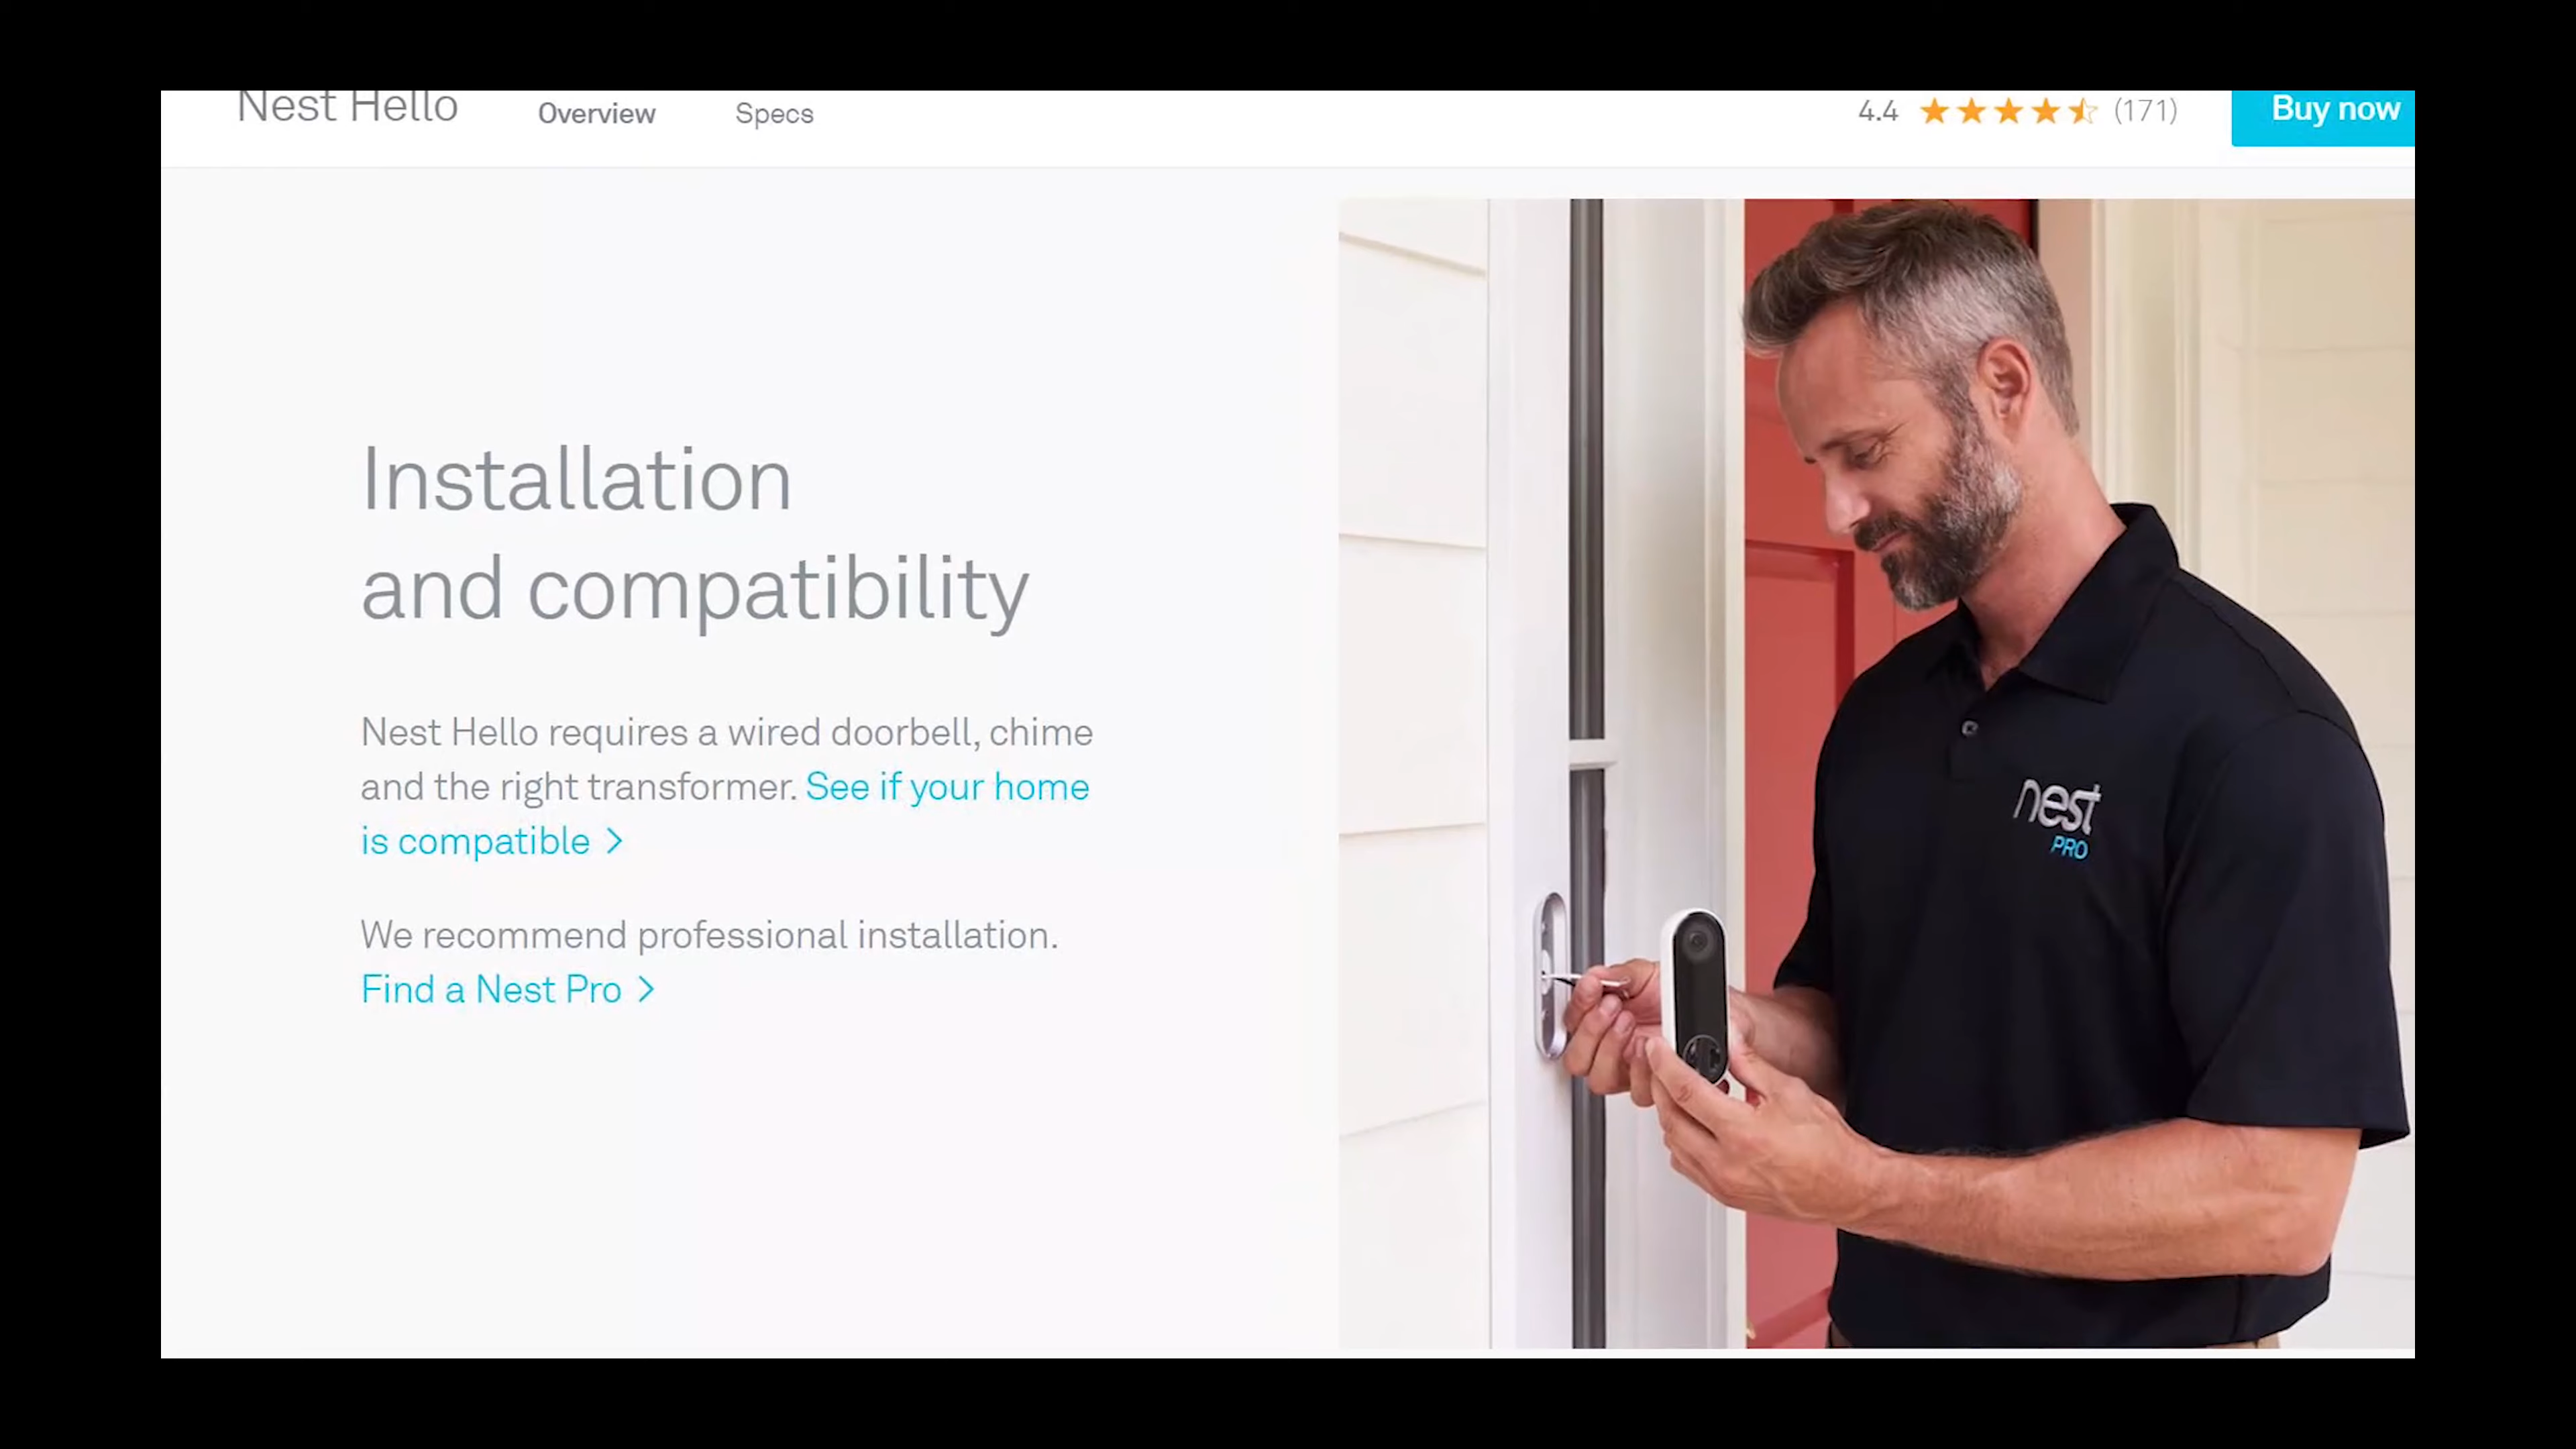 Nest Hello
Overview
Specs
4.4
(171)
Buy now
Installation
and compatibility
Nest Hello requires a wired doorbell, chime
and the right transformer. See if your home
is compatible >
We recommend professional installation.
Find a Nest Pro >
nest
PRO